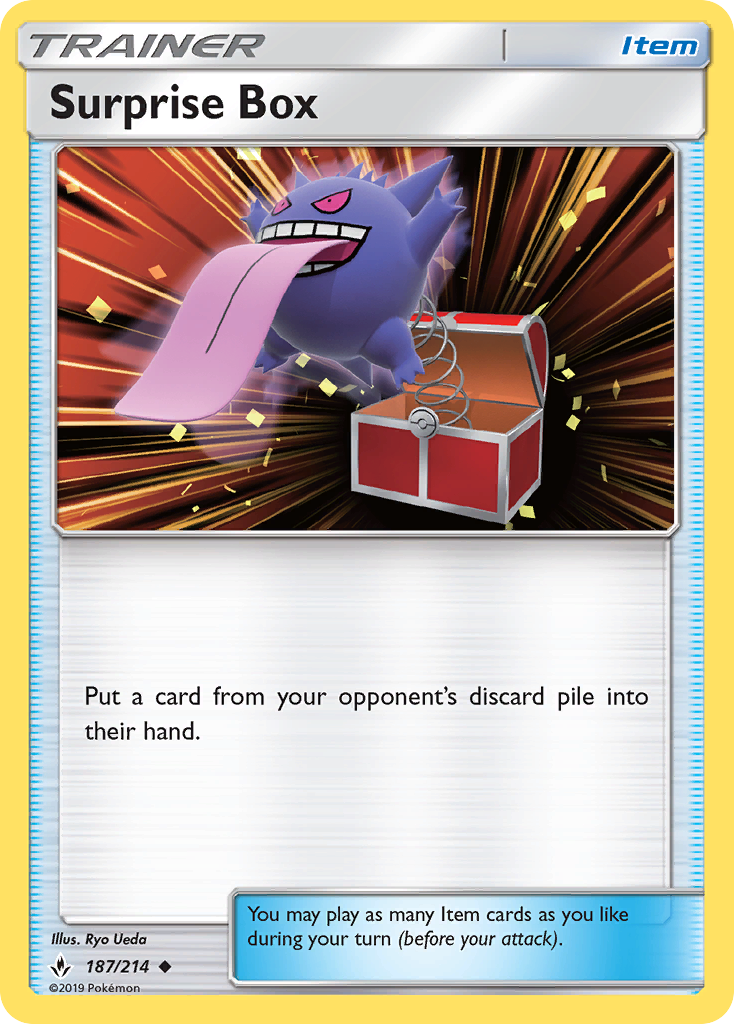 TRAINER
Item
Surprise Box
Put a card from your opponent's discard pile into
their hand.
You may play as many Item cards as you like
during your turn (before your attack).
Illus. Ryo Ueda
187/214
©2019 Pokémon